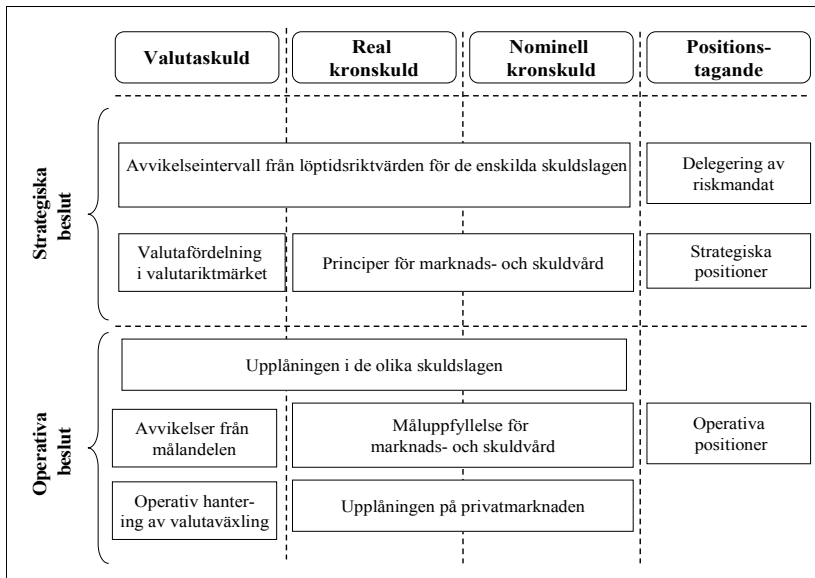 Valutaskuld
Real
kronskuld
Nominell
kronskuld
Positions-
tagande
Strategiska
beslut
Avvikelseintervall från löptidsriktvärden för de enskilda skuldslagen
Delegering av
riskmandat
Valutafördelning
i valutariktmärket
Principer för marknads- och skuldvård
Strategiska
positioner
Operativa
beslut
Upplåningen i de olika skuldslagen
Avvikelser från
målandelen
Måluppfyllelse för
marknads- och skuldvård
Operativa
positioner
Operativ hanter-
ing av valutaväxling
Upplåningen på privatmarknaden